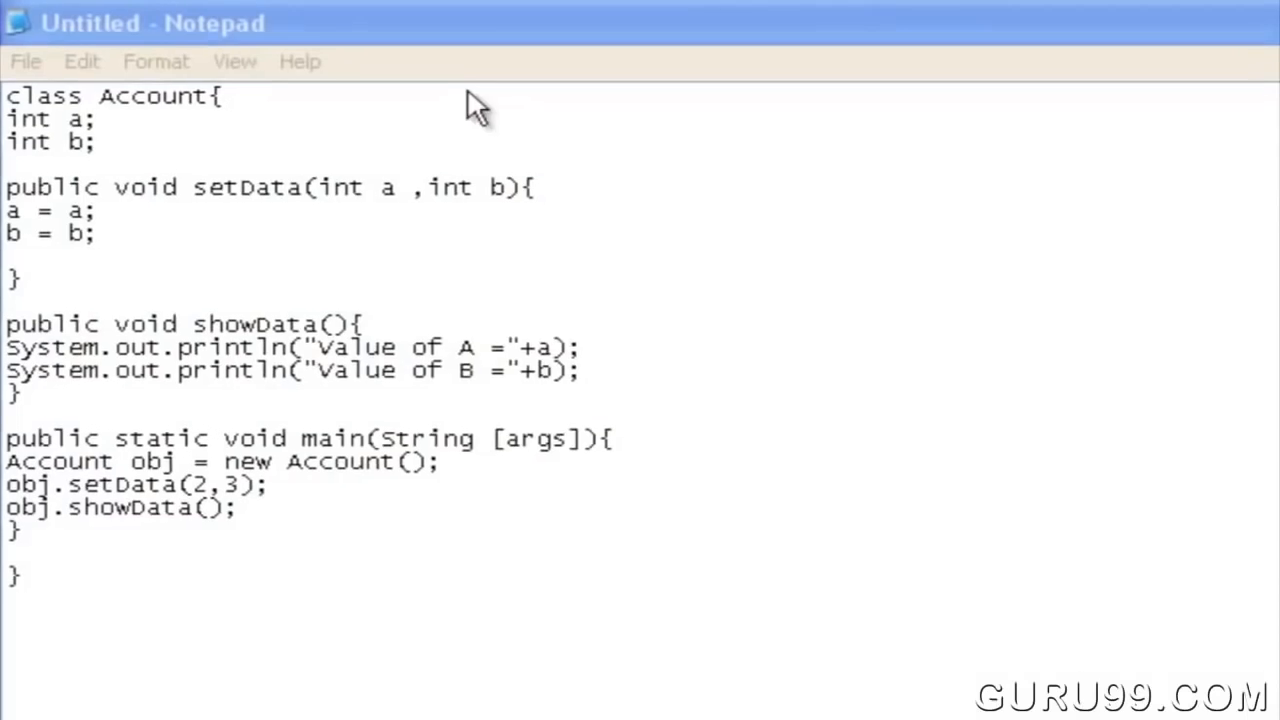 Untitled - Notepad
File Edit Format View Help
class Account{
int a;
int b;
public void setData(int a ,int b){
a = a;
b = b;
}
public void showData(){
System.out.println("Value of A ="+a);
System.out.println("Value of B ="+b);
}
public static void main(String [args]){
Account obj = new Account();
obj.setData(2,3);
obj.showData();
}
}
GURU99.COM